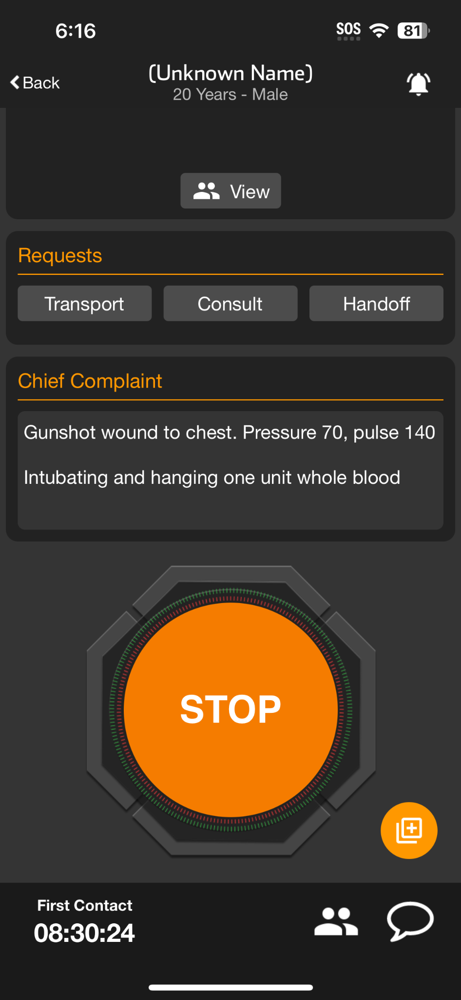 6:16
SOS
81
Back
(Unknown Name)
20 Years - Male
View
Requests
Transport
Consult
Handoff
Chief Complaint
Gunshot wound to chest. Pressure 70, pulse 140
Intubating and hanging one unit whole blood
STOP
First Contact
08:30:24